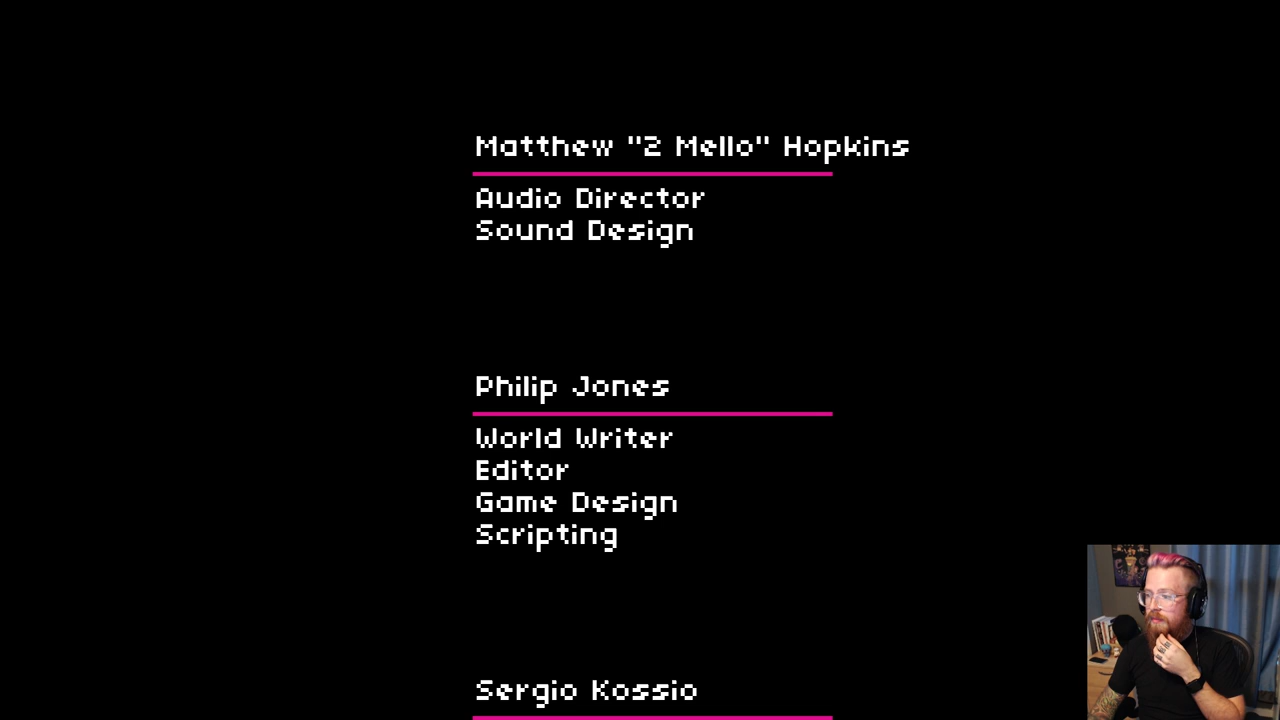 Matthew "2 Mello" Hopkins
Audio Director
Sound Design
Philip Jones
World Writer
Editor
Game Design
Scripting
Sergio Kossio